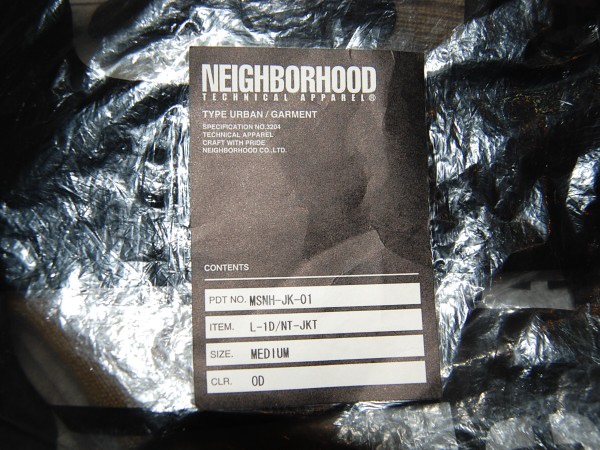 NEIGHBORHOOD
TECHNICAL APPAREL®
TYPE URBAN / GARMENT
SPECIFICATION NO.3204
TECHNICAL APPAREL
CRAFT WITH PRIDE
NEIGHBORHOOD CO.,LTD.
CONTENTS
PDT NO. MSNH-JK-01
ITEM. L-1D/NT-JKT
SIZE. MEDIUM
CLR. OD